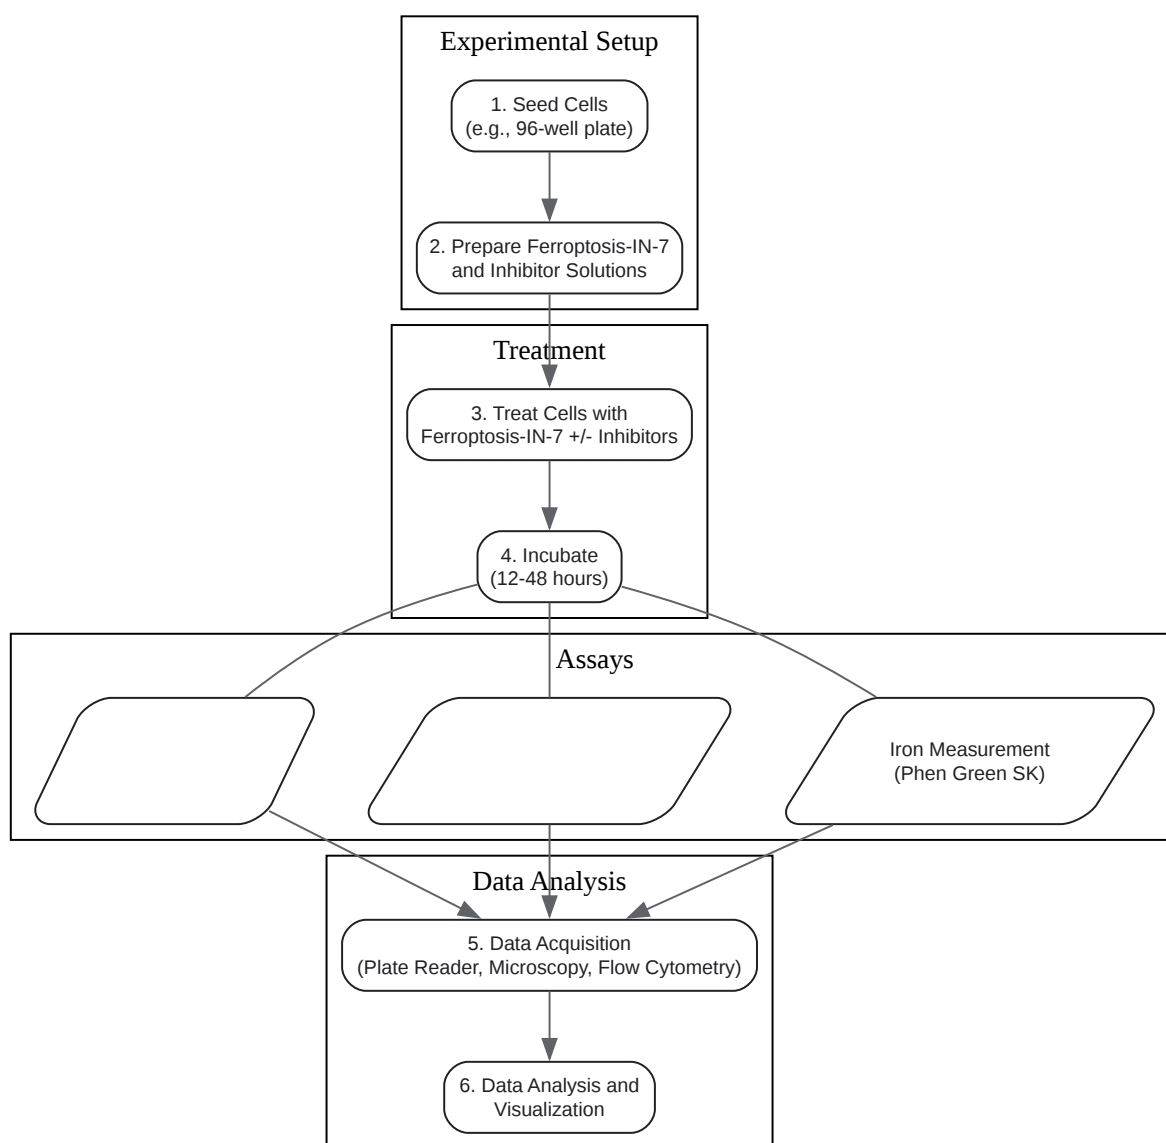 Experimental Setup
1. Seed Cells
(e.g., 96-well plate)
2. Prepare Ferroptosis-IN-7
and Inhibitor Solutions
Treatment
3. Treat Cells with
Ferroptosis-IN-7 +/- Inhibitors
4. Incubate
(12-48 hours)
Assays
Iron Measurement
(Phen Green SK)
Data Analysis
5. Data Acquisition
(Plate Reader, Microscopy, Flow Cytometry)
6. Data Analysis and
Visualization